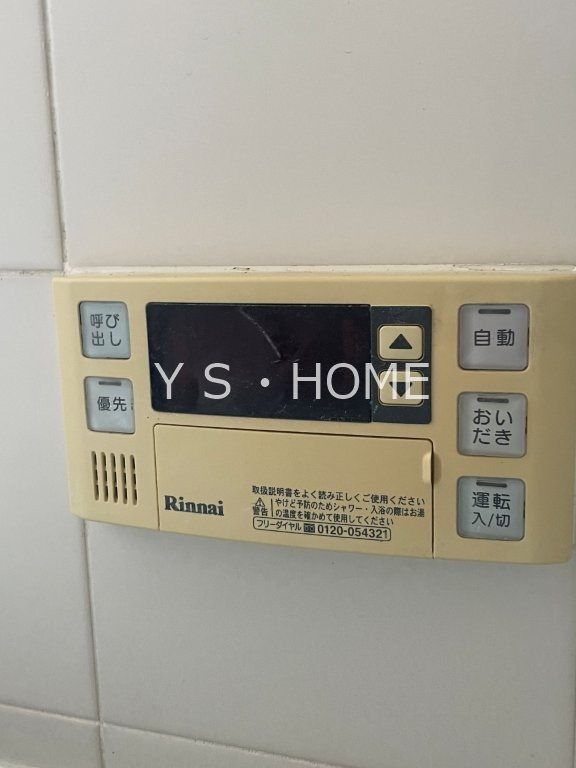 呼び
出し
優先
自動
おい
だき
運転
入/切
YS・HOME
Rinnai
取扱説明書をよく読み正しくご使用ください
警告
やけど予防のためシャワー・入浴の際はお湯
の温度を確かめて使用してください
フリーダイヤル 0120-054321